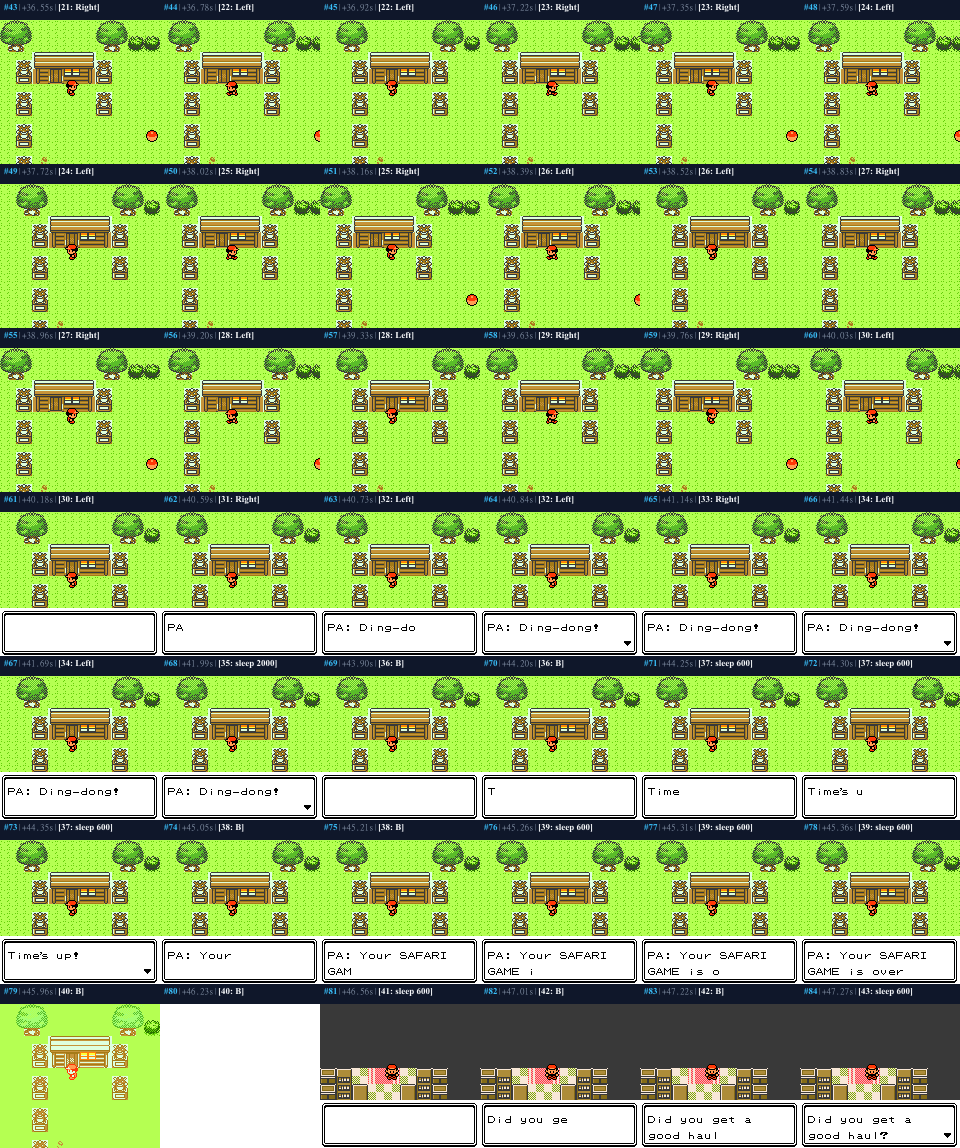 #43|+36.55s|[21: Right]
#44|+36.78s|[22: Left]
#45|+36.92s|[22: Left]
#46|+37.22s|[23: Right]
#47|+37.35s|[23: Right]
#48|+37.59s|[24: Left]
#49|+37.72s|[24: Left]
#50|+38.02s|[25: Right]
#51|+38.16s|[25: Right]
#52|+38.39s|[26: Left]
#53|+38.52s|[26: Left]
#54|+38.83s|[27: Right]
#55|+38.96s|[27: Right]
#56|+39.20s|[28: Left]
#57|+39.33s|[28: Left]
#58|+39.63s|[29: Right]
#59|+39.76s|[29: Right]
#60|+40.03s|[30: Left]
#61|+40.18s|[30: Left]
#62|+40.59s|[31: Right]
#63|+40.73s|[32: Left]
#64|+40.84s|[32: Left]
#65|+41.14s|[33: Right]
#66|+41.44s|[34: Left]
PA
PA: Ding-do
PA: Ding-dong!
PA: Ding-dong!
PA: Ding-dong!
#67|+41.69s|[34: Left]
#68|+41.99s|[35: sleep 2000]
#69|+43.90s|[36: B]
#70|+44.20s|[36: B]
#71|+44.25s|[37: sleep 600]
#72|+44.30s|[37: sleep 600]
PA: Ding-dong!
PA: Ding-dong!
T
Time
Time's u
#73|+44.35s|[37: sleep 600]
#74|+45.05s|[38: B]
#75|+45.21s|[38: B]
#76|+45.26s|[39: sleep 600]
#77|+45.31s|[39: sleep 600]
#78|+45.36s|[39: sleep 600]
Time's up!
PA: Your
PA: Your SAFARI
GAM
PA: Your SAFARI
GAME i
PA: Your SAFARI
GAME is o
PA: Your SAFARI
GAME is over
#79|+45.96s|[40: B]
#80|+46.23s|[40: B]
#81|+46.56s|[41: sleep 600]
#82|+47.01s|[42: B]
#83|+47.22s|[42: B]
#84|+47.27s|[43: sleep 600]
Did you ge
Did you get a
good haul
Did you get a
good haul?